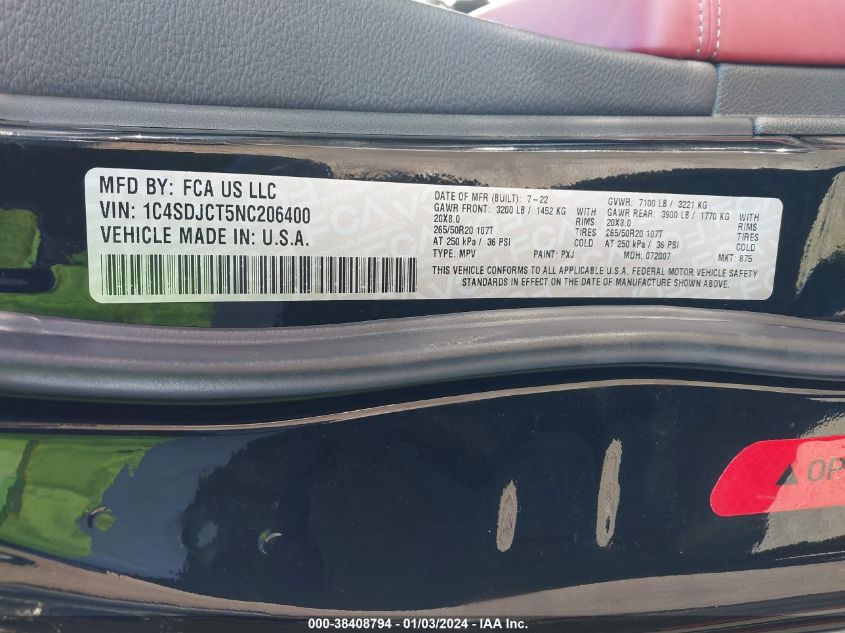 MFD BY: FCA US LLC
VIN: 1C4SDJCT5NC206400
VEHICLE MADE IN: U.S.A.
DATE OF MFR (BUILT): 7-22
GAWR FRONT: 3200 LB / 1452 KG WITH
20X8.0 RIMS
265/50R20 107T TIRES
AT 250 kPa / 36 PSI COLD
TYPE: MPV PAINT: PXJ
GVWR: 7100 LB / 3221 KG
GAWR REAR: 3900 LB / 1770 KG WITH
20X8.0 RIMS
265/50R20 107T TIRES
AT 250 kPa / 36 PSI COLD
MDH: 072007 MKT: 875
THIS VEHICLE CONFORMS TO ALL APPLICABLE U.S.A. FEDERAL MOTOR VEHICLE SAFETY
STANDARDS IN EFFECT ON THE DATE OF MANUFACTURE SHOWN ABOVE.
OP
000-38408794 - 01/03/2024 - IAA Inc.